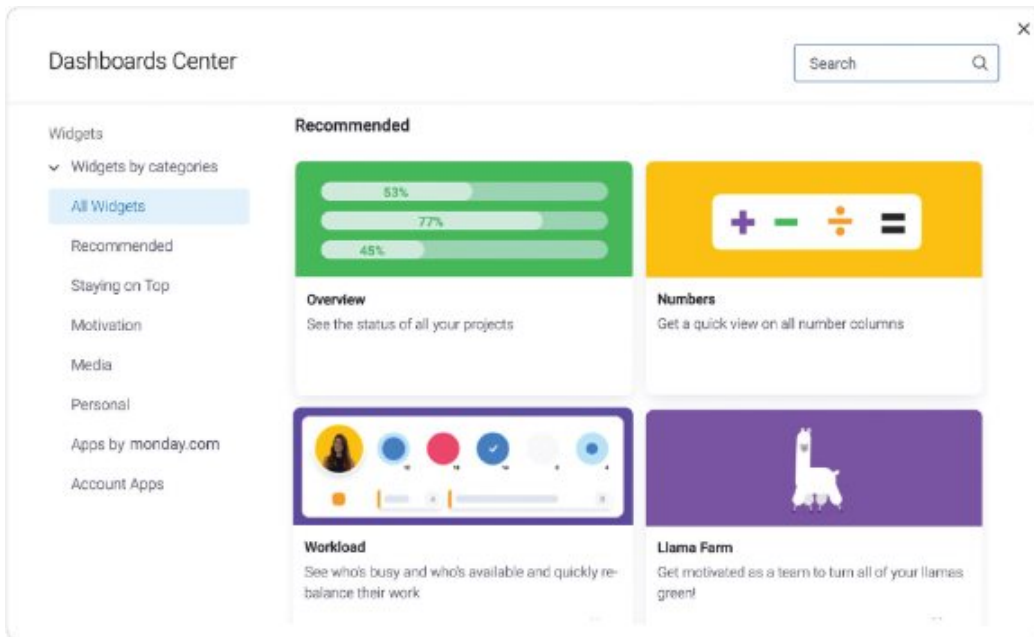 Dashboards Center
Search
Widgets
Widgets by categories
All Widgets
Recommended
Staying on Top
Motivation
Media
Personal
Apps by monday.com
Account Apps
Recommended
53%
77%
45%
Overview
See the status of all your projects
Numbers
Get a quick view on all number columns
Workload
See who's busy and who's available and quickly re-
balance their work
Llama Farm
Get motivated as a team to turn all of your llamas
green!